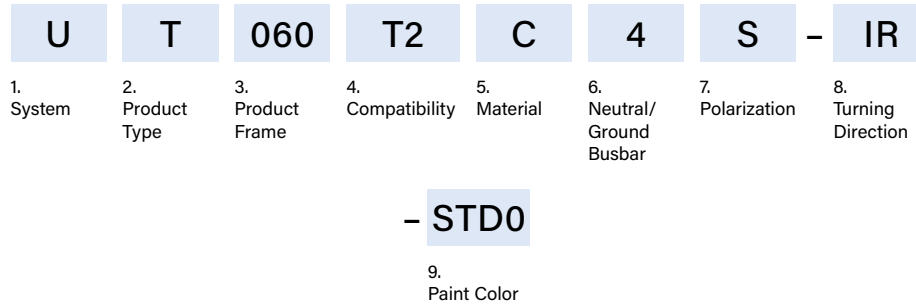 U T 060 T2 C 4 S – IR
1. 2. 3. 4. 5. 6. 7. 8.
System Product Product Compatibility Material Neutral/ Polarization Turning
Type Frame Ground Direction
Busbar
– STD0
9.
Paint Color